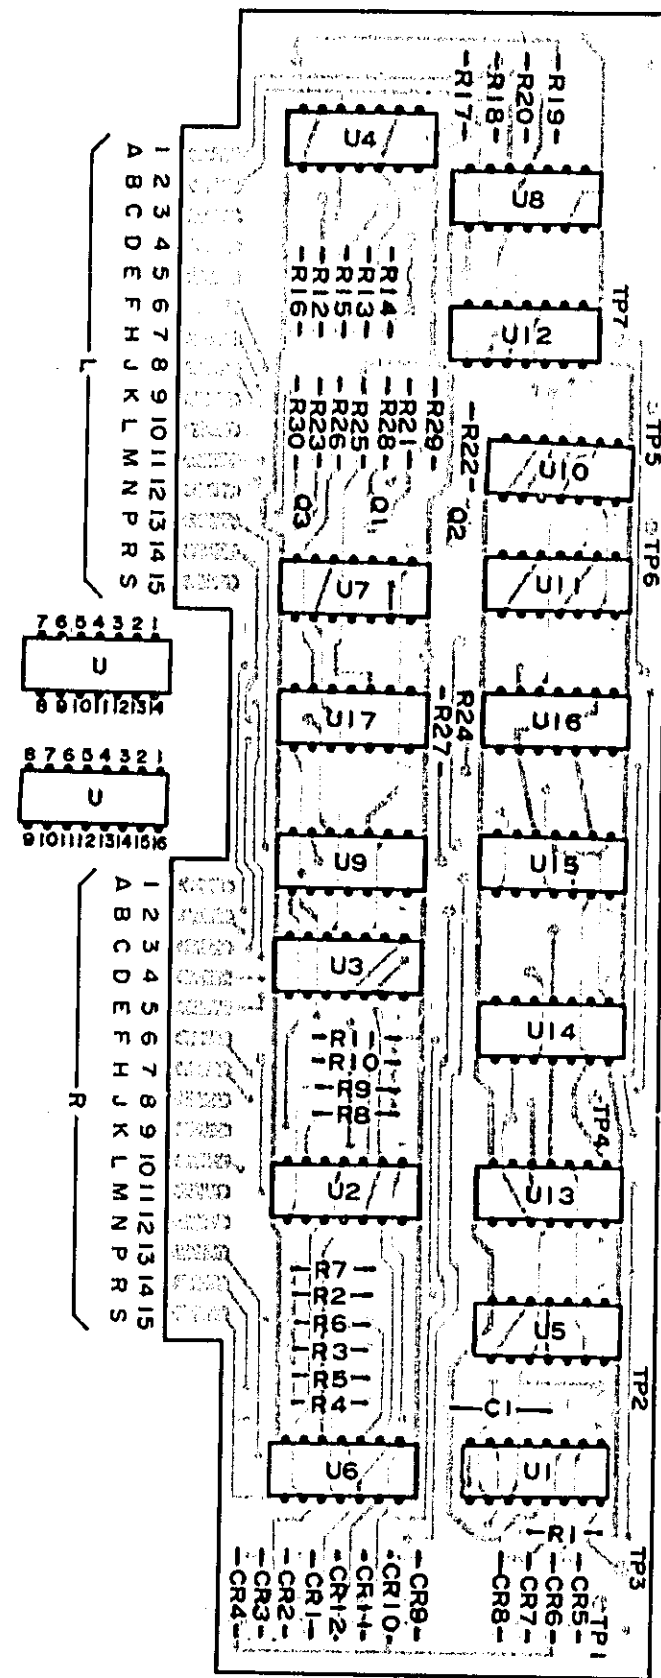 R19
R20
R18
R17
U4
U8
A 1
B 2
C 3
D 4
E 5
F 6
H 7
J 8
K 9
L 10
M 11
N 12
P 13
R 14
S 15
L
R14
R13
R15
R12
R16
TP7
U12
R29
R21
R28
R25
R26
R23
R30
R22
TP5
U10
Q3
Q1
Q2
TP6
U7
U11
7 6 5 4 3 2 1
U
8 9 10 11 12 13 14
U17
R24
R27
U16
8 7 6 5 4 3 2 1
U
9 10 11 12 13 14 15 16
U9
U15
A 1
B 2
C 3
D 4
E 5
F 6
H 7
J 8
K 9
L 10
M 11
N 12
P 13
R 14
S 15
R
U3
U14
R11
R10
R9
R8
TP4
U2
U13
R7
R2
R6
R3
R5
R4
U5
TP2
C1
U6
U1
R1
TP3
CR9
CR10
CR11
CR12
CR1
CR2
CR3
CR4
CR5
CR6
CR7
CR8
TP1